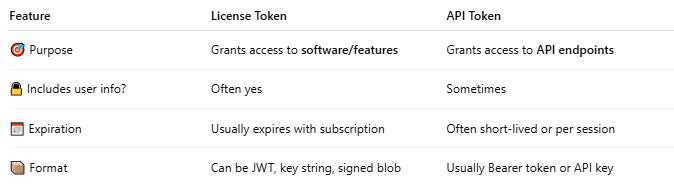 Feature License Token API Token
🎯 Purpose Grants access to software/features Grants access to API endpoints
🔒 Includes user info? Often yes Sometimes
📅 Expiration Usually expires with subscription Often short-lived or per session
📦 Format Can be JWT, key string, signed blob Usually Bearer token or API key